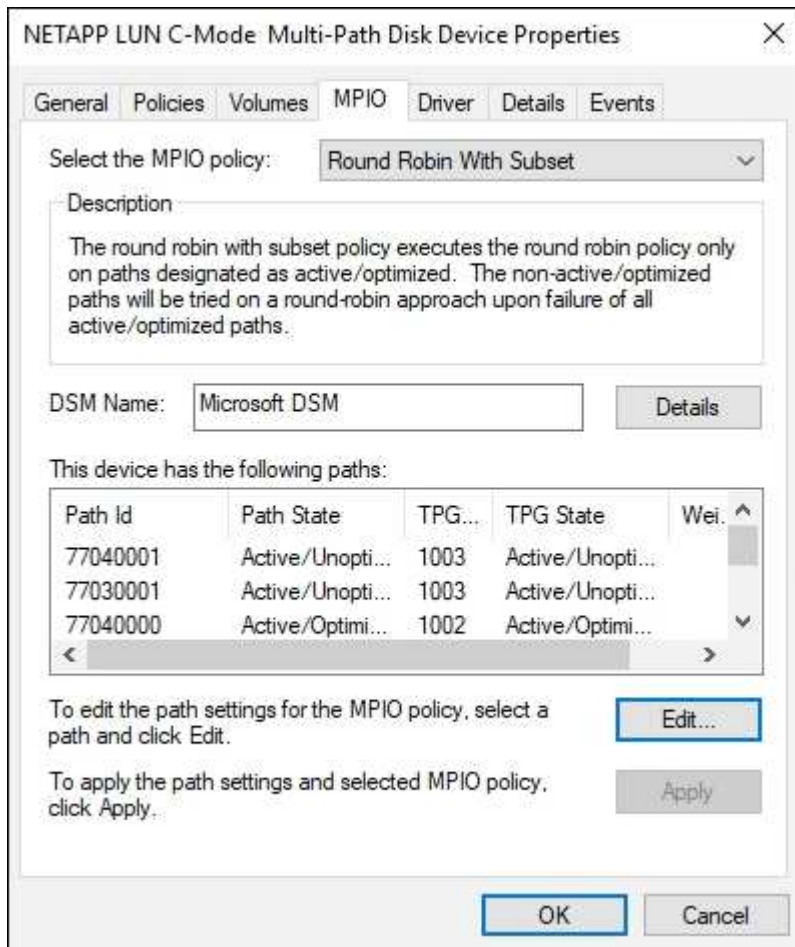 NETAPP LUN C-Mode  Multi-Path Disk Device Properties
General Policies Volumes MPIO Driver Details Events
Select the MPIO policy: Round Robin With Subset
Description
The round robin with subset policy executes the round robin policy only
on paths designated as active/optimized.  The non-active/optimized
paths will be tried on a round-robin approach upon failure of all
active/optimized paths.
DSM Name: Microsoft DSM Details
This device has the following paths:
Path Id Path State TPG... TPG State Wei.
77040001 Active/Unopti... 1003 Active/Unopti...
77030001 Active/Unopti... 1003 Active/Unopti...
77040000 Active/Optimi... 1002 Active/Optimi...
To edit the path settings for the MPIO policy, select a
path and click Edit.
Edit...
To apply the path settings and selected MPIO policy,
click Apply.
Apply
OK Cancel